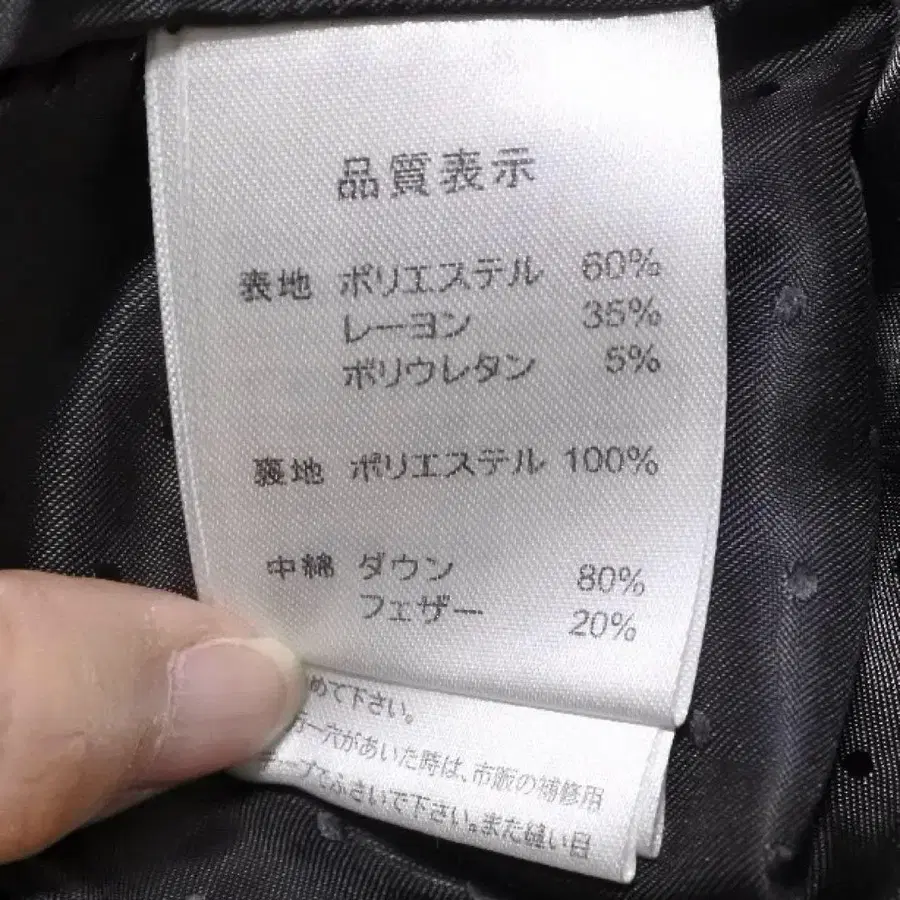 品質表示
表地 ポリエステル 60%
レーヨン 35%
ポリウレタン 5%
裏地 ポリエステル 100%
中綿 ダウン 80%
フェザー 20%
めて下さい。
万一穴があいた時は、市販の補修用
テープでふさいで下さい。また縫い目